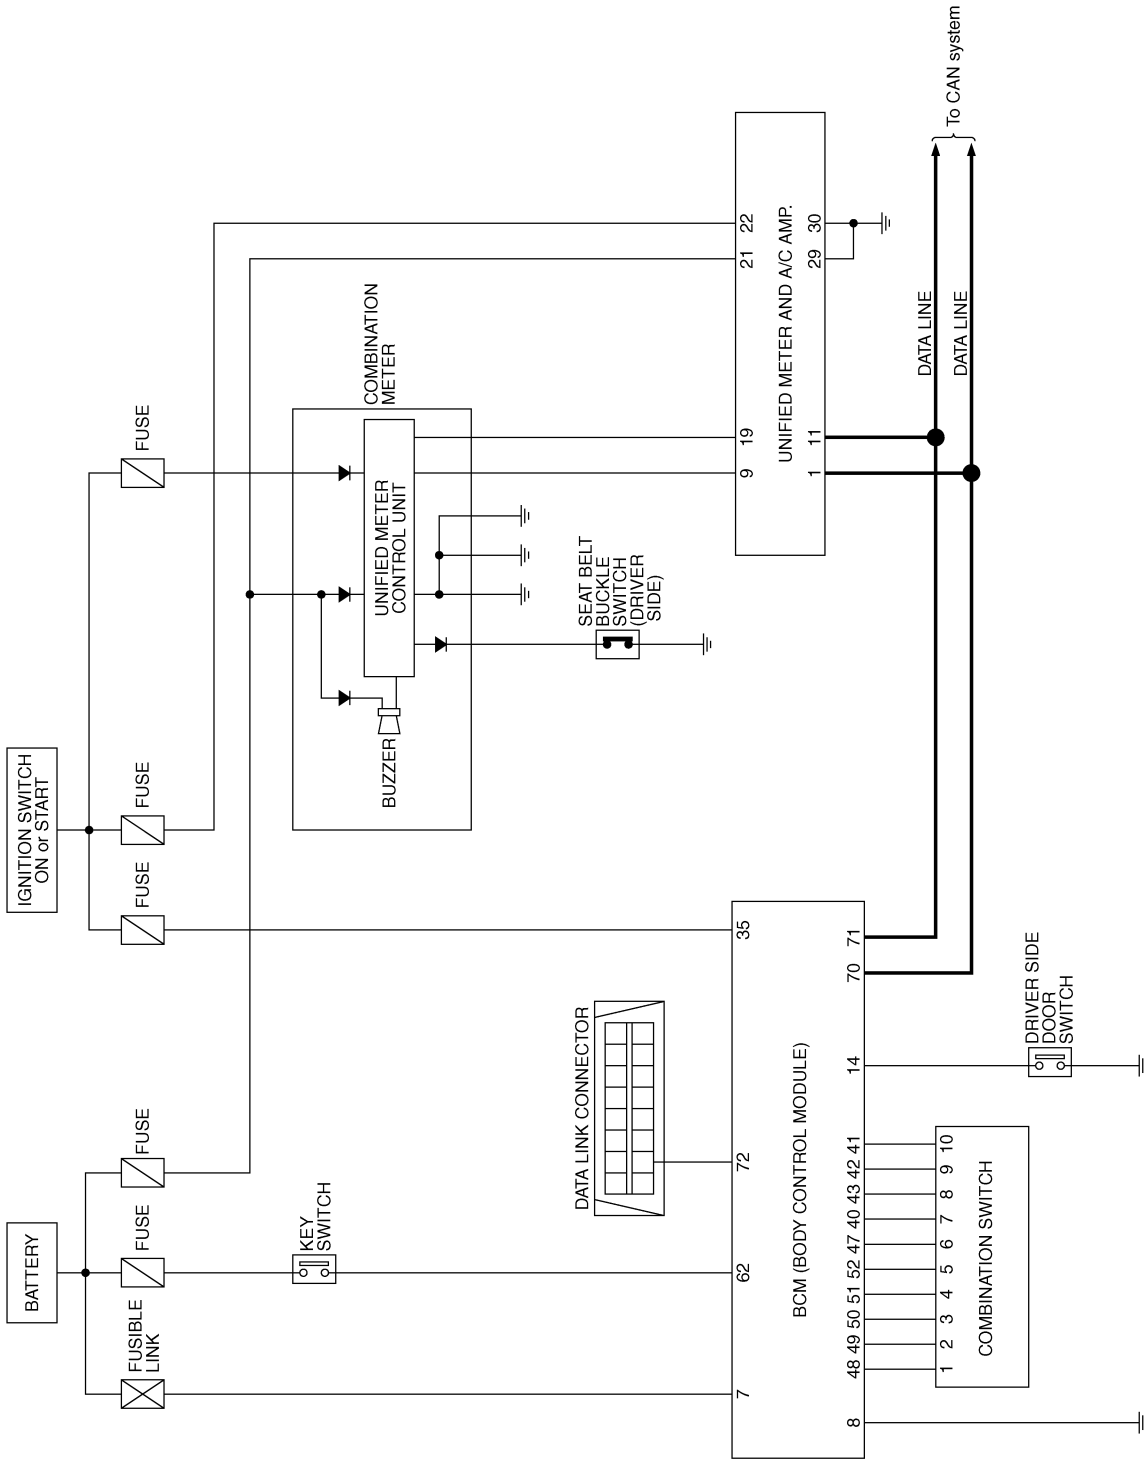 BATTERY
IGNITION SWITCH
ON or START
FUSIBLE
LINK
FUSE
FUSE
FUSE
FUSE
FUSE
KEY
SWITCH
COMBINATION
METER
BUZZER
UNIFIED METER
CONTROL UNIT
DATA LINK CONNECTOR
SEAT BELT
BUCKLE
SWITCH
(DRIVER
SIDE)
7
62
72
35
BCM (BODY CONTROL MODULE)
8
48
49
50
51
52
47
40
43
42
41
14
70
71
9
19
21
22
UNIFIED METER AND A/C AMP.
1
11
29
30
1
2
3
4
5
6
7
8
9
10
COMBINATION SWITCH
DRIVER SIDE
DOOR
SWITCH
DATA LINE
DATA LINE
To CAN system